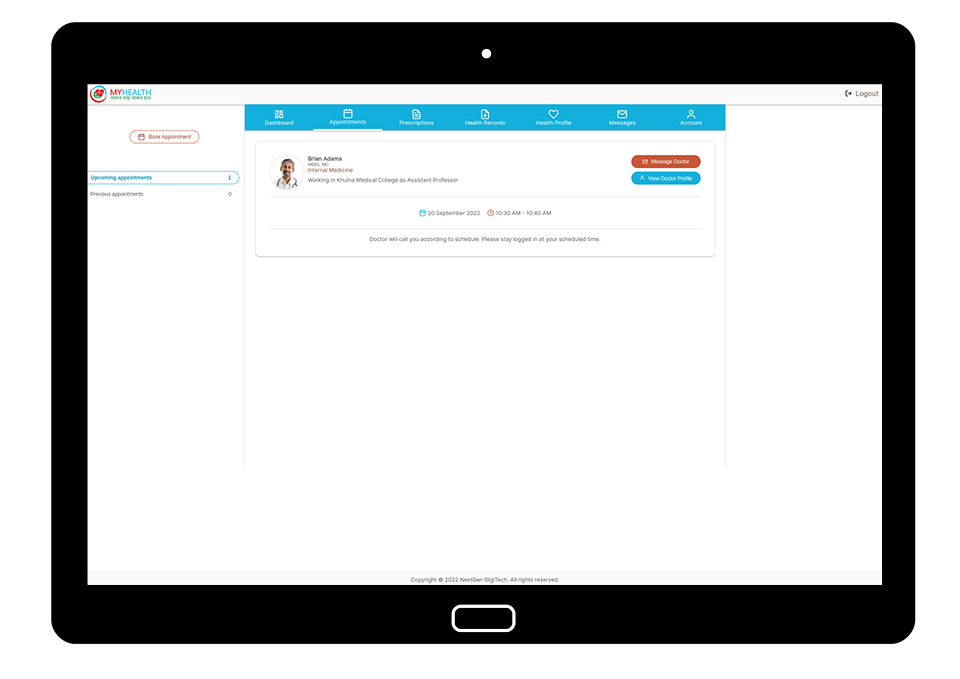 MYHEALTH
Logout
Dashboard
Appointments
Prescriptions
Health Records
Health Profile
Messages
Account
Book Appointment
Upcoming appointments 1
Previous appointments 0
Brian Adams
MBBS, MD
Internal Medicine
Working in Khulna Medical College as Assistant Professor
Message Doctor
View Doctor Profile
20 September 2022 10:30 AM - 10:40 AM
Doctor will call you according to schedule. Please stay logged in at your scheduled time.
Copyright © 2022 NextGen DigiTech. All rights reserved.